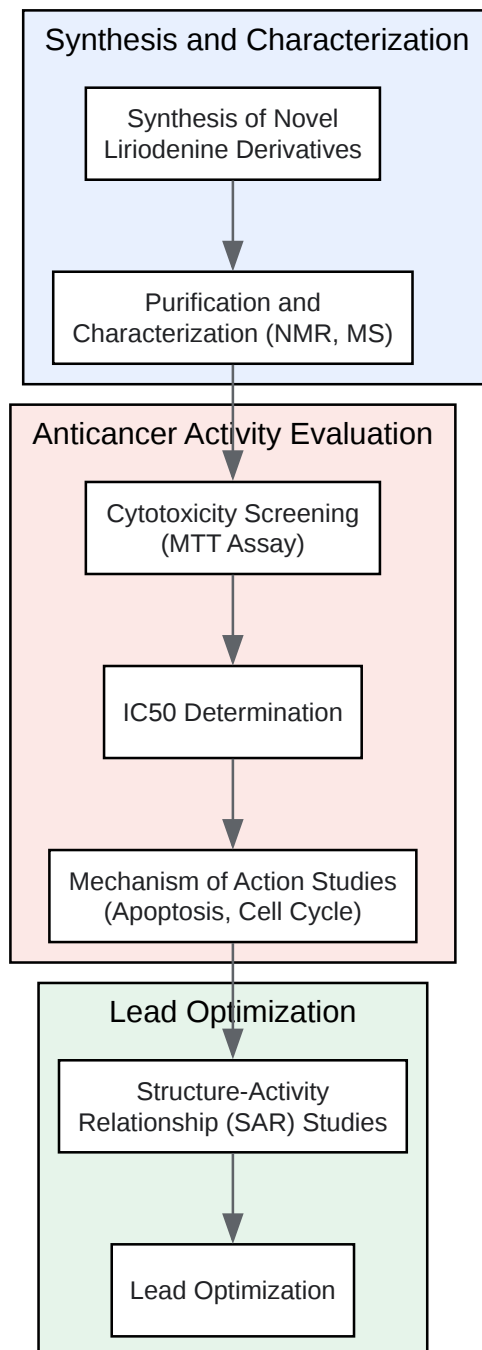 Synthesis and Characterization
Synthesis of Novel
Liriodenine Derivatives
Purification and
Characterization (NMR, MS)
Anticancer Activity Evaluation
Cytotoxicity Screening
(MTT Assay)
IC50 Determination
Mechanism of Action Studies
(Apoptosis, Cell Cycle)
Lead Optimization
Structure-Activity
Relationship (SAR) Studies
Lead Optimization